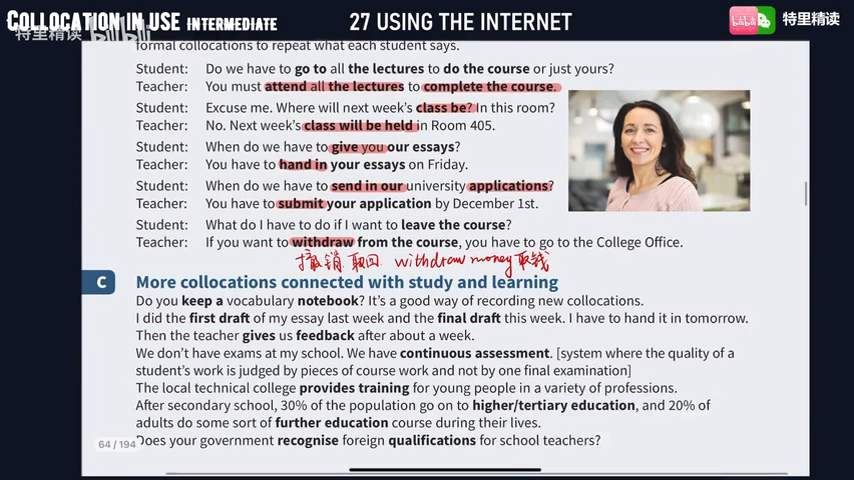 COLLOCATION IN USE INTERMEDIATE
27 USING THE INTERNET
bilibili
特里精读
特里精读 bilibili
formal collocations to repeat what each student says.
Student: Do we have to go to all the lectures to do the course or just yours?
Teacher: You must attend all the lectures to complete the course.
Student: Excuse me. Where will next week's class be? In this room?
Teacher: No. Next week's class will be held in Room 405.
Student: When do we have to give you our essays?
Teacher: You have to hand in your essays on Friday.
Student: When do we have to send in our university applications?
Teacher: You have to submit your application by December 1st.
Student: What do I have to do if I want to leave the course?
Teacher: If you want to withdraw from the course, you have to go to the College Office.
撤销. 取回. withdraw money 取钱
C
More collocations connected with study and learning
Do you keep a vocabulary notebook? It's a good way of recording new collocations.
I did the first draft of my essay last week and the final draft this week. I have to hand it in tomorrow.
Then the teacher gives us feedback after about a week.
We don't have exams at my school. We have continuous assessment. [system where the quality of a
student's work is judged by pieces of course work and not by one final examination]
The local technical college provides training for young people in a variety of professions.
After secondary school, 30% of the population go on to higher/tertiary education, and 20% of
adults do some sort of further education course during their lives.
Does your government recognise foreign qualifications for school teachers?
64 / 194